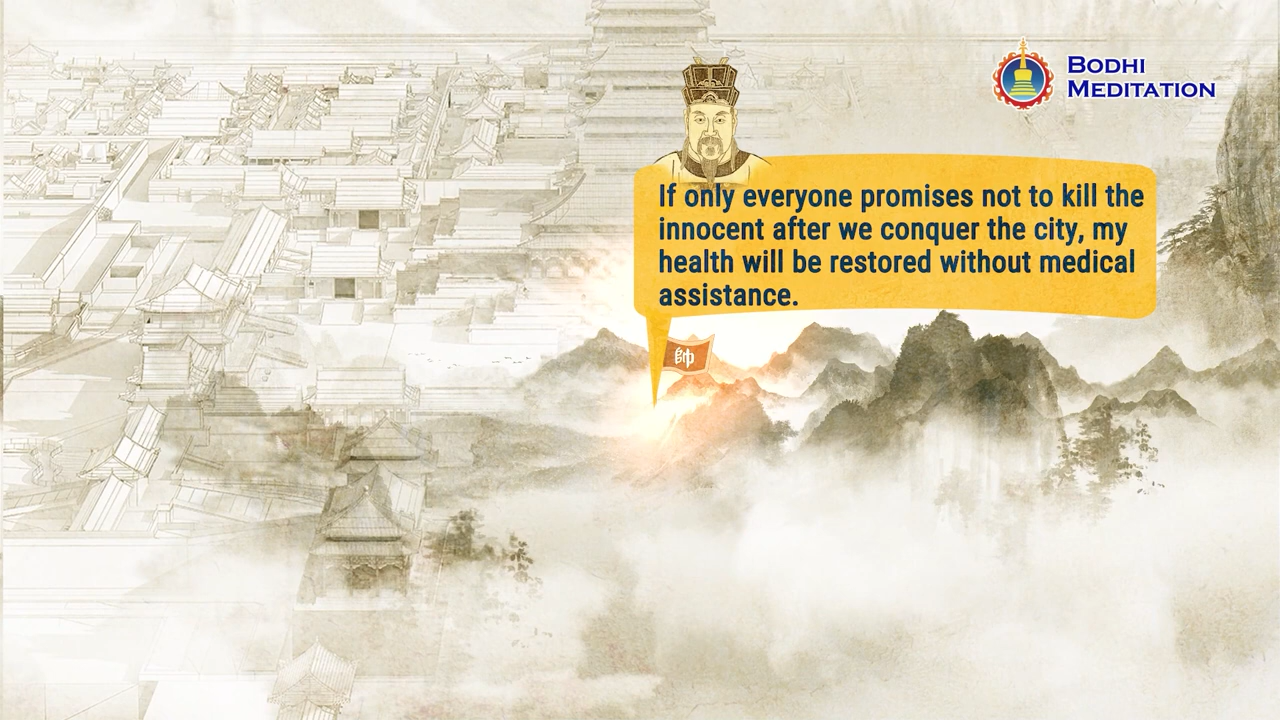 BODHI
MEDITATION
If only everyone promises not to kill the
innocent after we conquer the city, my
health will be restored without medical
assistance.
帥